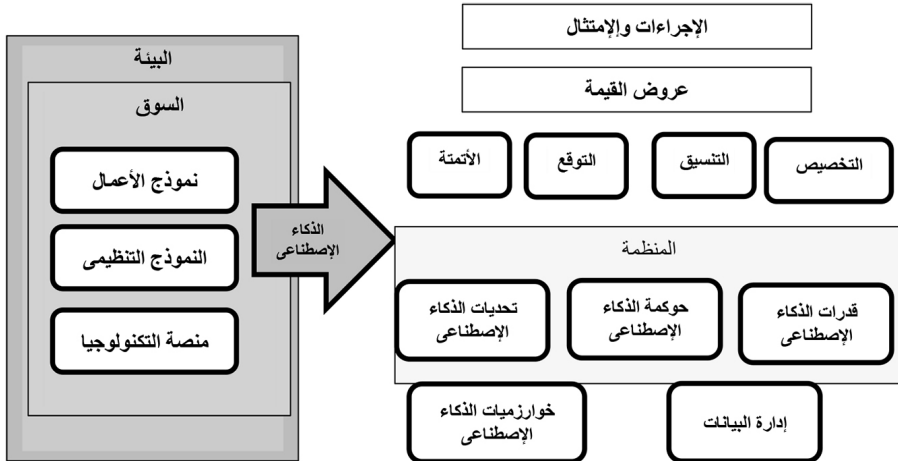 الإجراءات وإلإمتثال
عروض القيمة
التخصيص
التنسيق
التوقع
الأتمتة
المنظمة
قدرات الذكاء
الإصطناعى
حوكمة الذكاء
الإصطناعى
تحديات الذكاء
الإصطناعى
إدارة البيانات
خوارزميات الذكاء
الإصطناعى
الذكاء
الإصطناعى
البيئة
السوق
نموذج الأعمال
النموذج التنظيمى
منصة التكنولوجيا